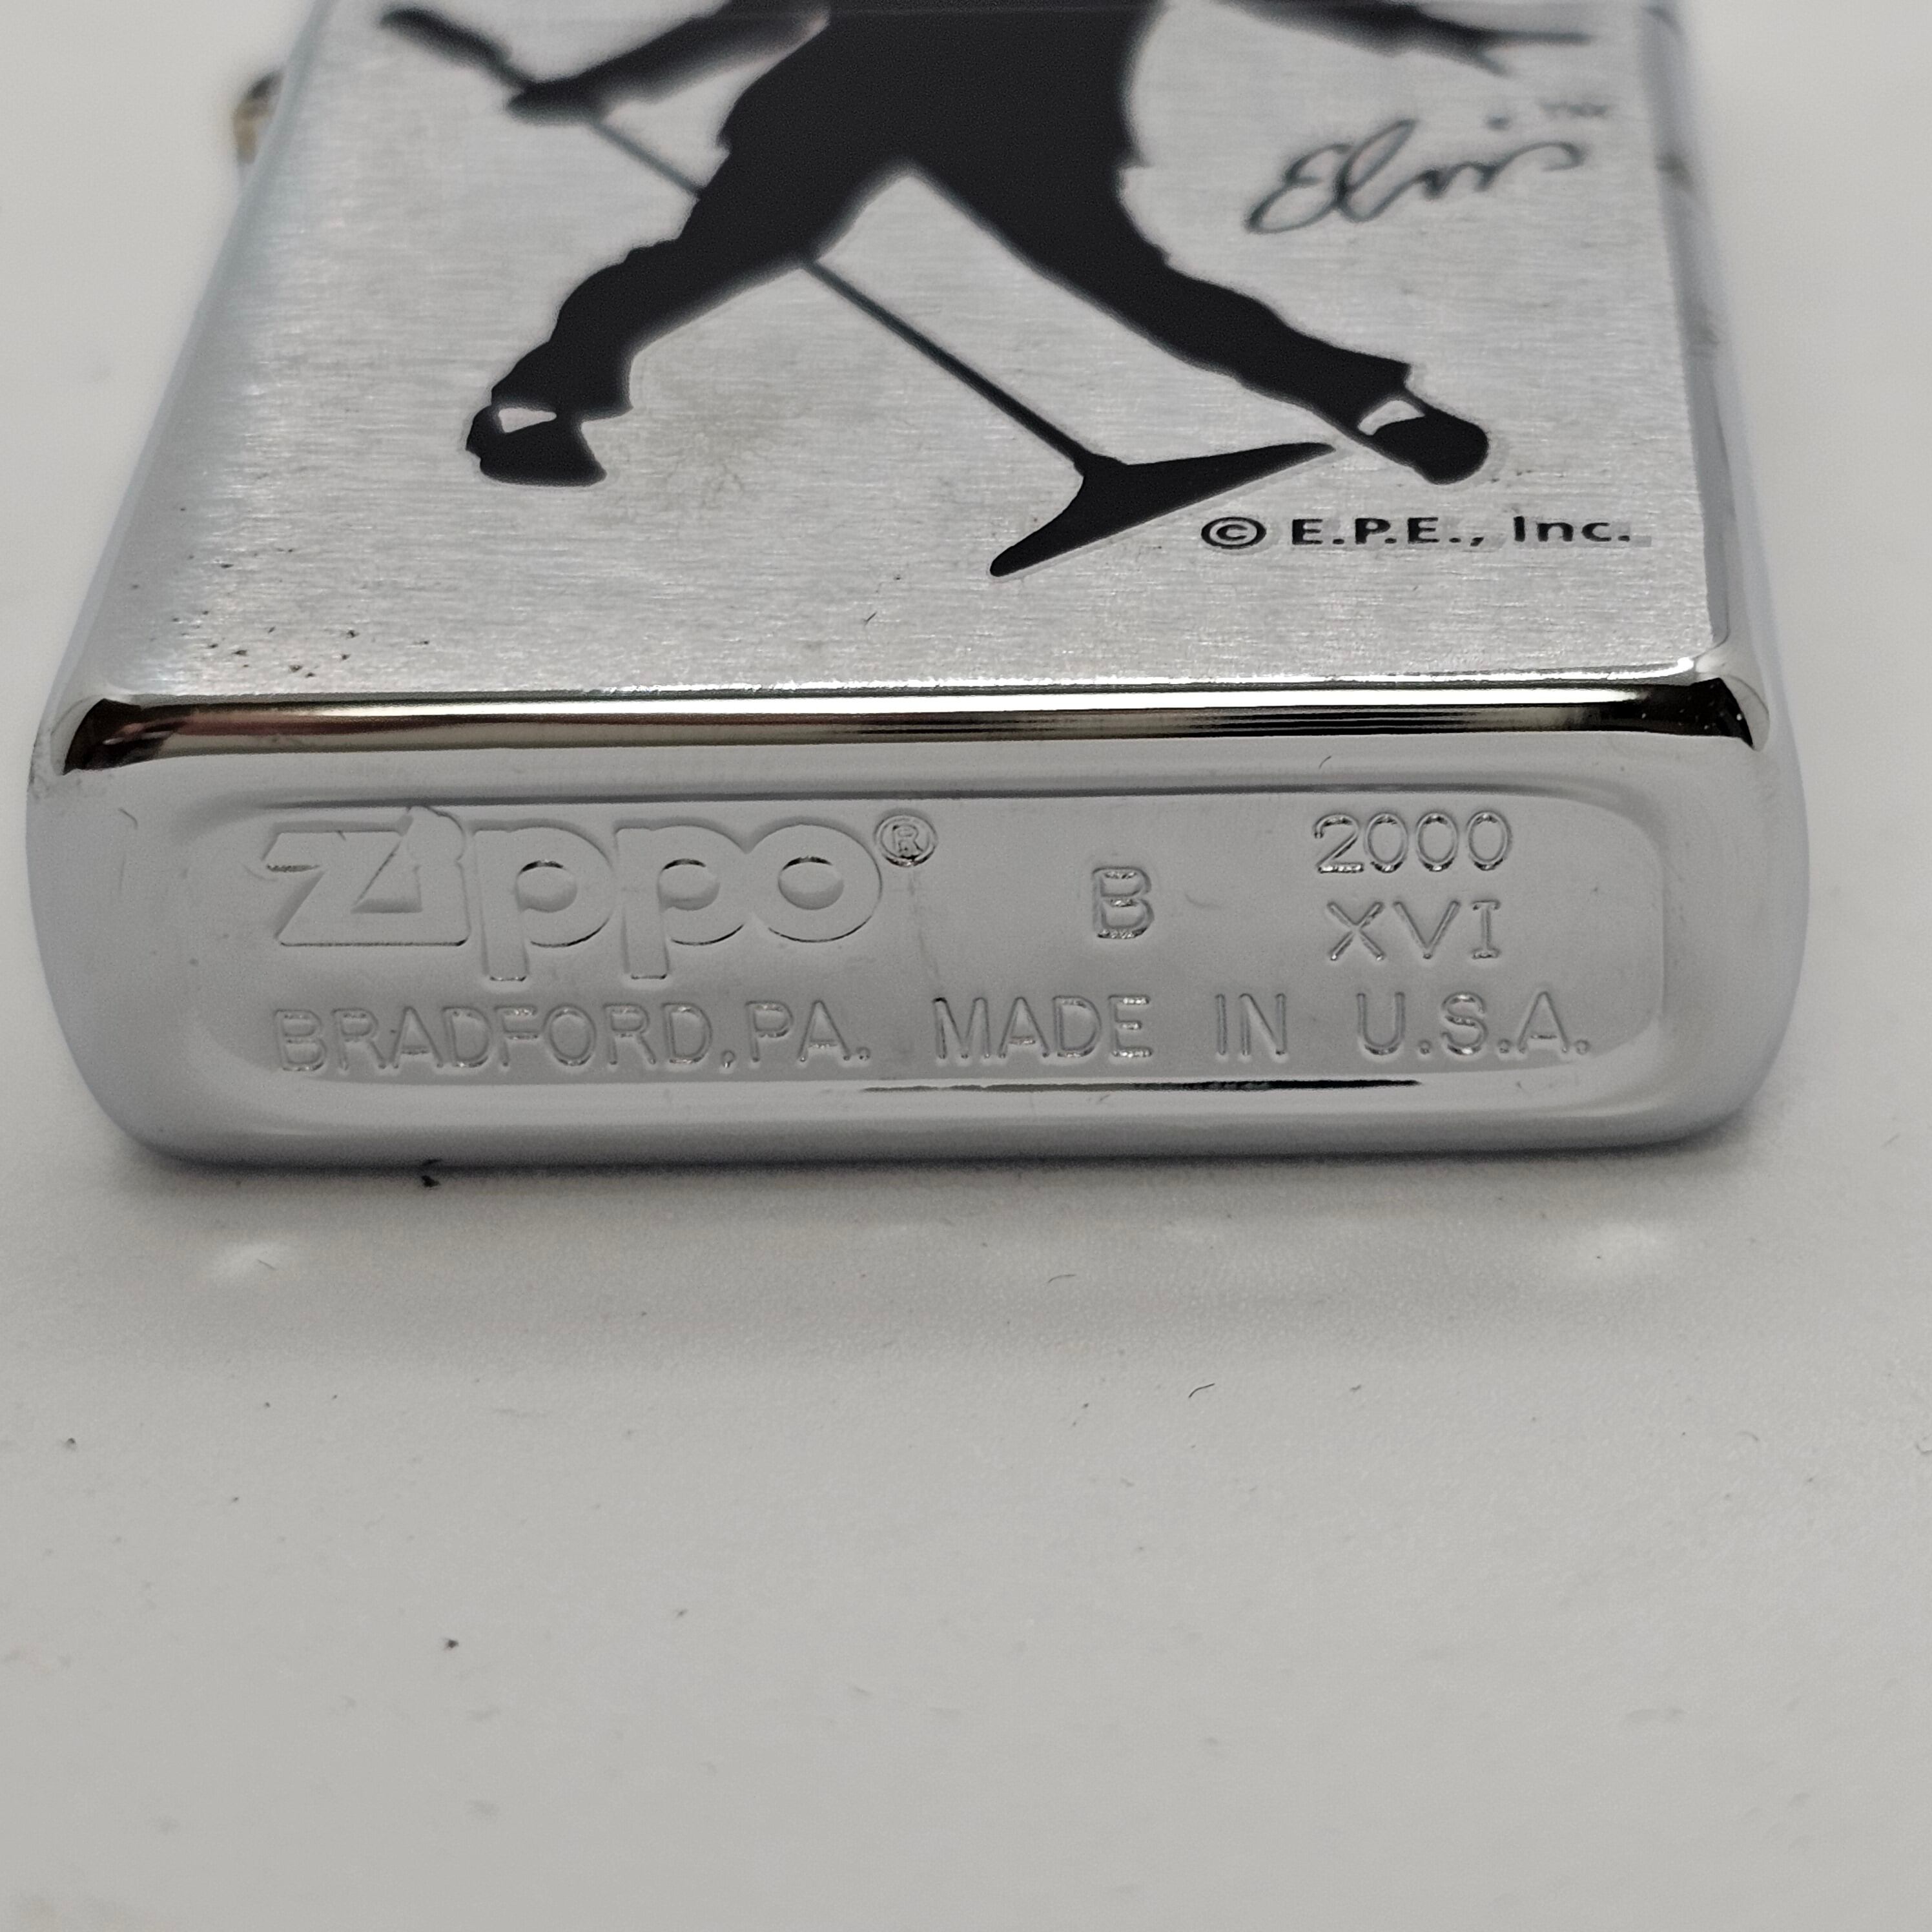 Elvis
© E.P.E., Inc.
Zippo®
B
2000
XVI
BRADFORD, PA. MADE IN U.S.A.